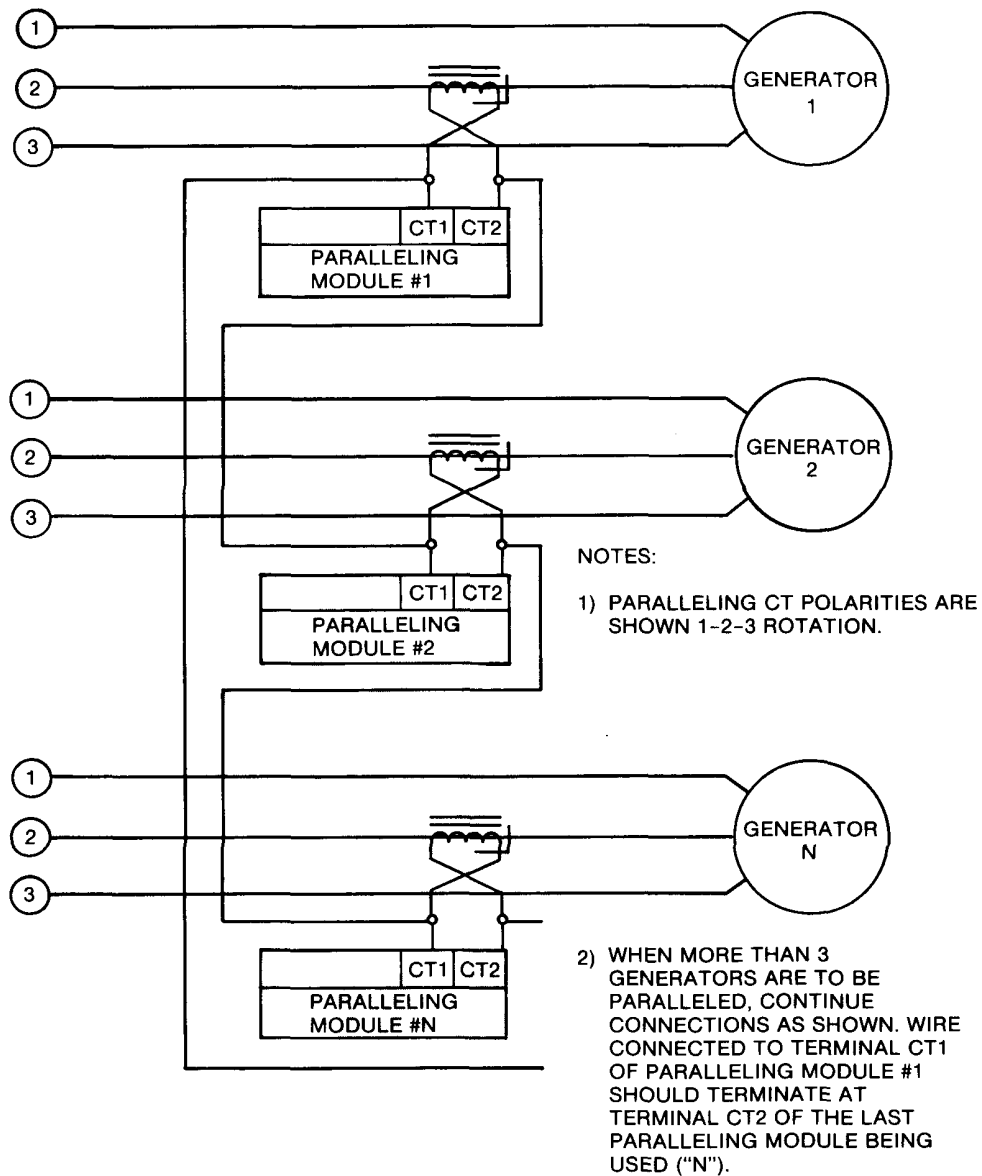 1
2
3
GENERATOR
1
CT1 CT2
PARALLELING
MODULE #1
1
2
3
GENERATOR
2
CT1 CT2
PARALLELING
MODULE #2
NOTES:
1) PARALLELING CT POLARITIES ARE
SHOWN 1-2-3 ROTATION.
1
2
3
GENERATOR
N
CT1 CT2
PARALLELING
MODULE #N
2) WHEN MORE THAN 3
GENERATORS ARE TO BE
PARALLELED, CONTINUE
CONNECTIONS AS SHOWN. WIRE
CONNECTED TO TERMINAL CT1
OF PARALLELING MODULE #1
SHOULD TERMINATE AT
TERMINAL CT2 OF THE LAST
PARALLELING MODULE BEING
USED ("N").